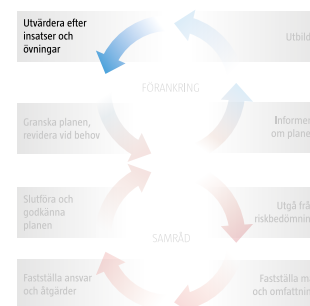 Utvärdera efter
insatser och
övningar
Utbild
FÖRANKRING
Granska planen,
revidera vid behov
Informer
om plane
Slutföra och
godkänna
planen
Utgå frå
riskbedömnin
SAMRÅD
Fastställa ansvar
och åtgärder
Fastställa m
och omfattnin